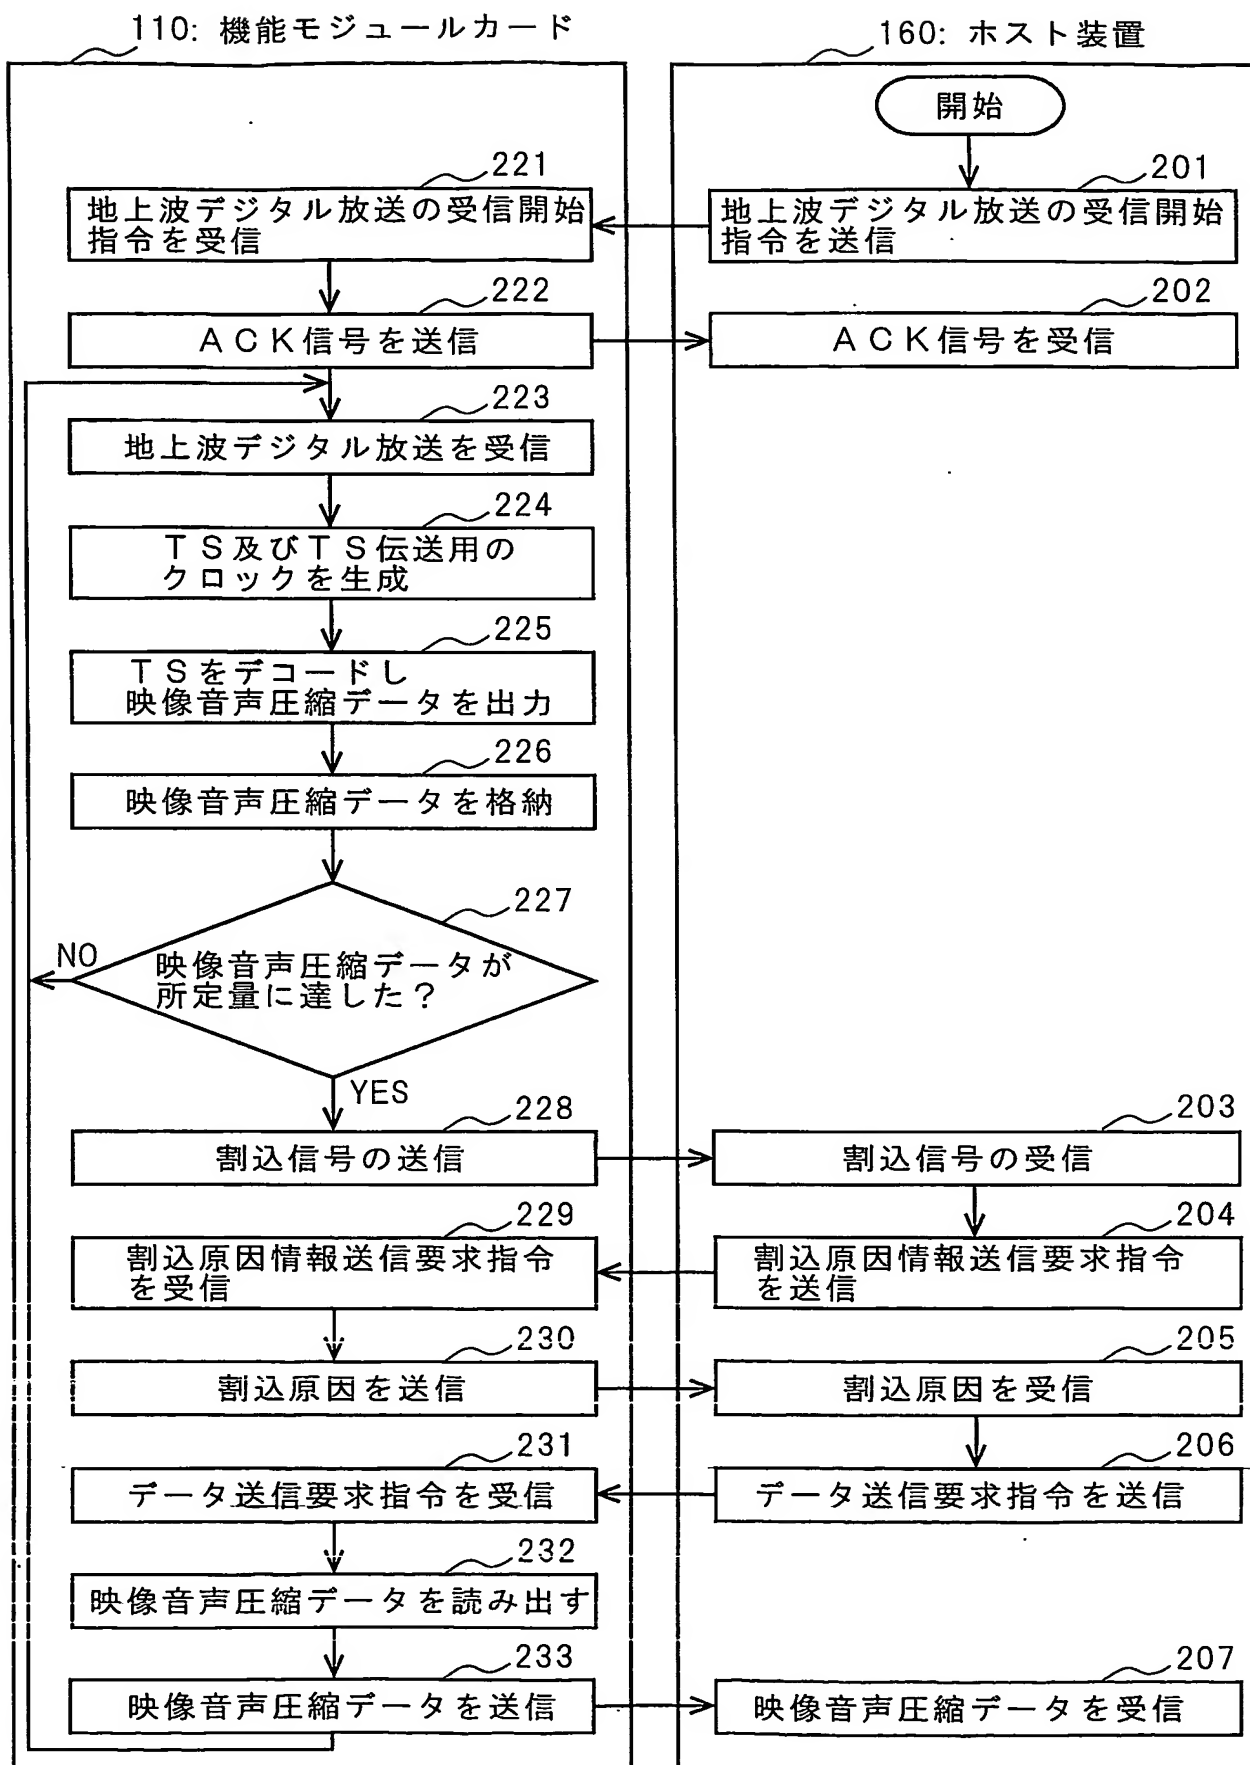 110: 機能モジュールカード
160: ホスト装置
開始
221
地上波デジタル放送の受信開始
指令を受信
201
地上波デジタル放送の受信開始
指令を送信
222
ACK信号を送信
202
ACK信号を受信
223
地上波デジタル放送を受信
224
TS及びTS伝送用の
クロックを生成
225
TSをデコードし
映像音声圧縮データを出力
226
映像音声圧縮データを格納
227
映像音声圧縮データが
所定量に達した?
NO
YES
228
割込信号の送信
203
割込信号の受信
229
割込原因情報送信要求指令
を受信
204
割込原因情報送信要求指令
を送信
230
割込原因を送信
205
割込原因を受信
231
データ送信要求指令を受信
206
データ送信要求指令を送信
232
映像音声圧縮データを読み出す
233
映像音声圧縮データを送信
207
映像音声圧縮データを受信